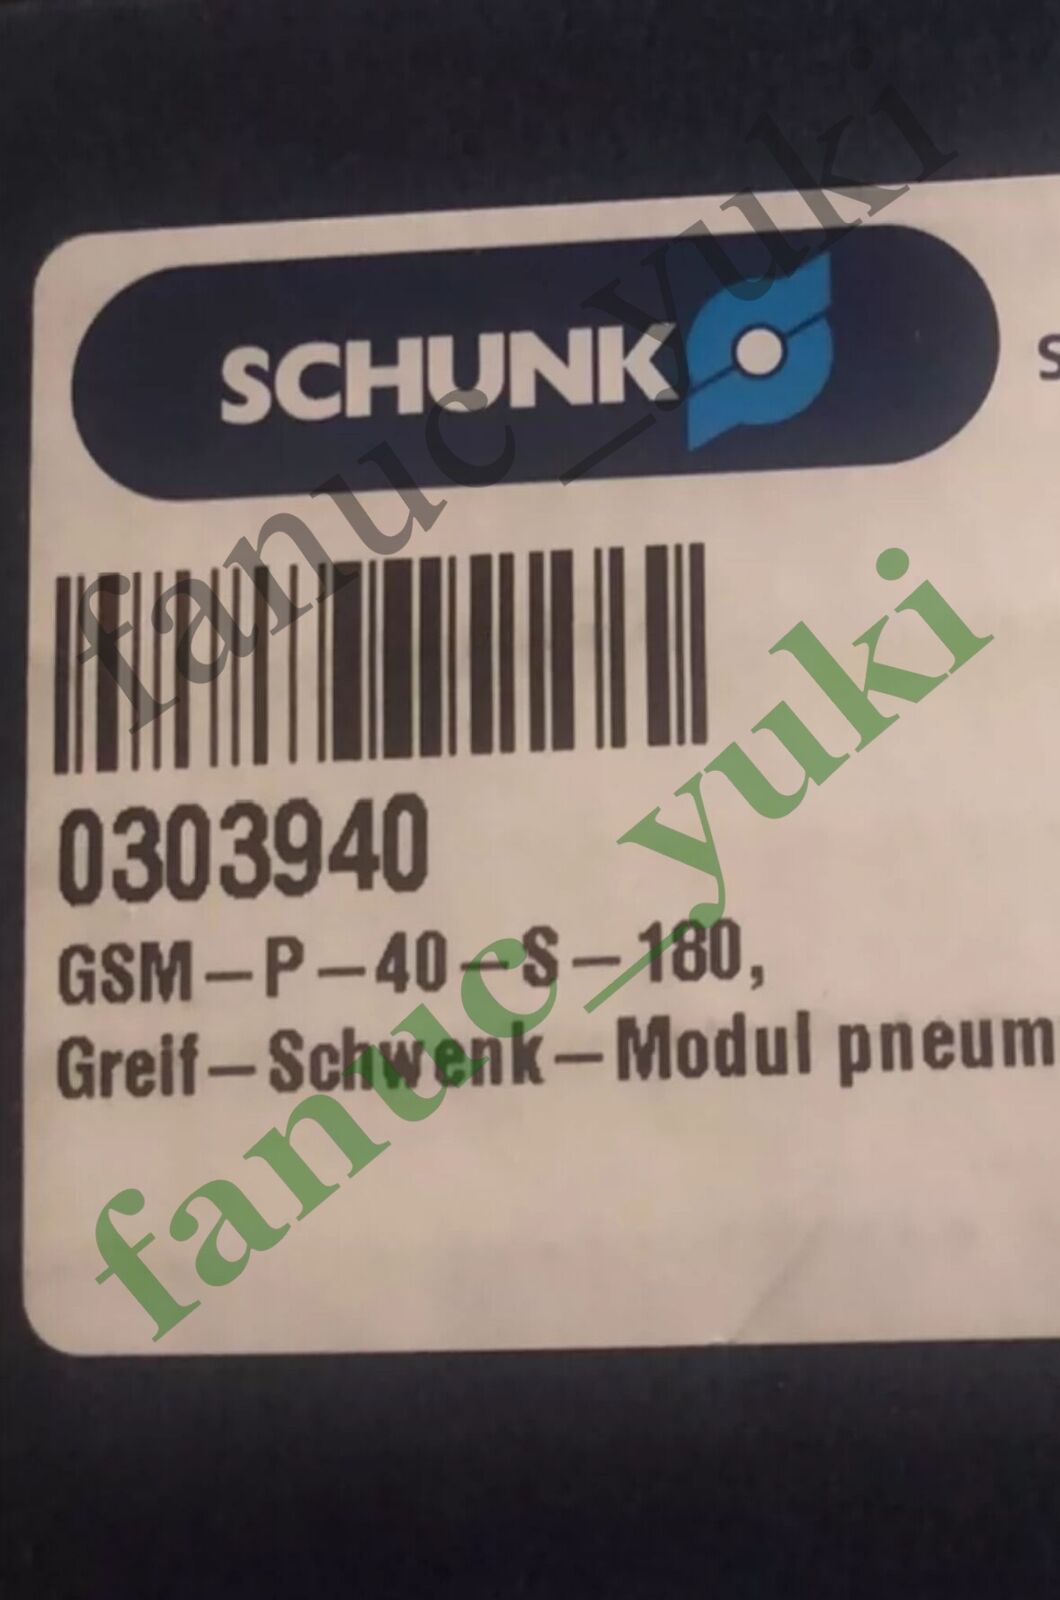 SCHUNK
S
0303940
GSM-P-40-S-180,
Greif-Schwenk-Modul pneum
fanuc_yuki
fanuc_yuki